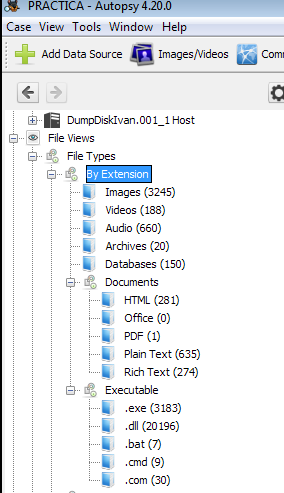 PRACTICA - Autopsy 4.20.0
Case View Tools Window Help
Add Data Source Images/Videos
DumpDiskIvan.001_1 Host
File Views
File Types
By Extension
Images (3245)
Videos (188)
Audio (660)
Archives (20)
Databases (150)
Documents
HTML (281)
Office (0)
PDF (1)
Plain Text (635)
Rich Text (274)
Executable
.exe (3183)
.dll (20196)
.bat (7)
.cmd (9)
.com (30)